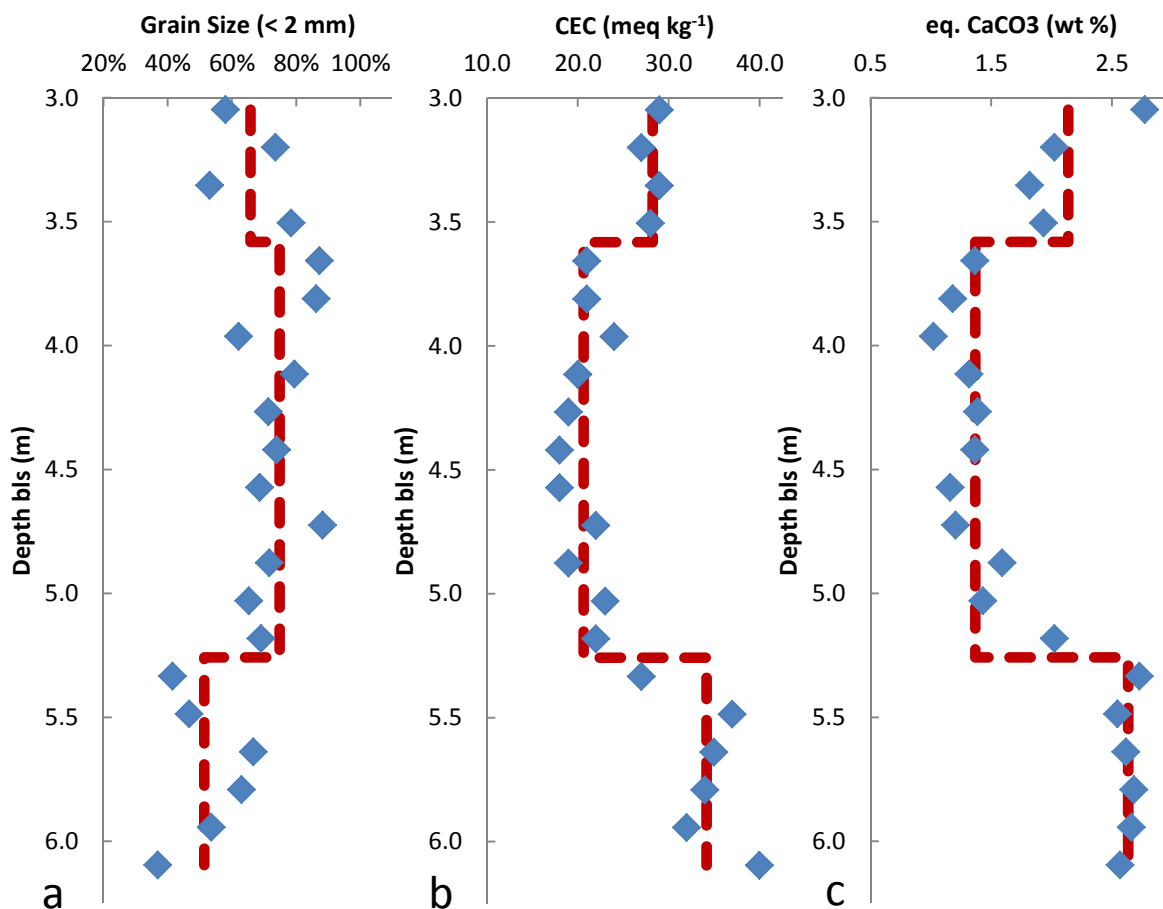 Grain Size (< 2 mm)
20% 40% 60% 80% 100%
3.0
3.5
4.0
4.5
5.0
5.5
6.0
Depth bls (m)
a
CEC (meq kg⁻¹)
10.0 20.0 30.0 40.0
3.0
3.5
4.0
4.5
5.0
5.5
6.0
Depth bls (m)
b
eq. CaCO3 (wt %)
0.5 1.5 2.5
3.0
3.5
4.0
4.5
5.0
5.5
6.0
Depth bls (m)
c